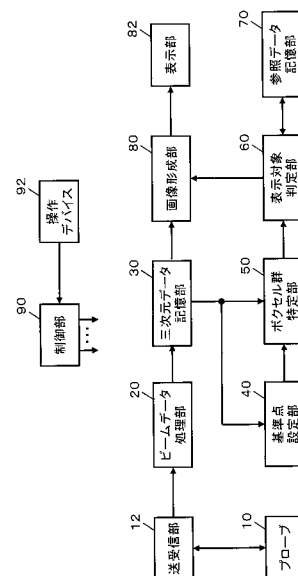 10
プローブ
12
送受信部
20
ビームデータ
処理部
30
三次元データ
記憶部
40
基準点
設定部
50
ボクセル群
特定部
60
表示対象
判定部
70
参照データ
記憶部
80
画像形成部
82
表示部
90
制御部
92
操作
デバイス